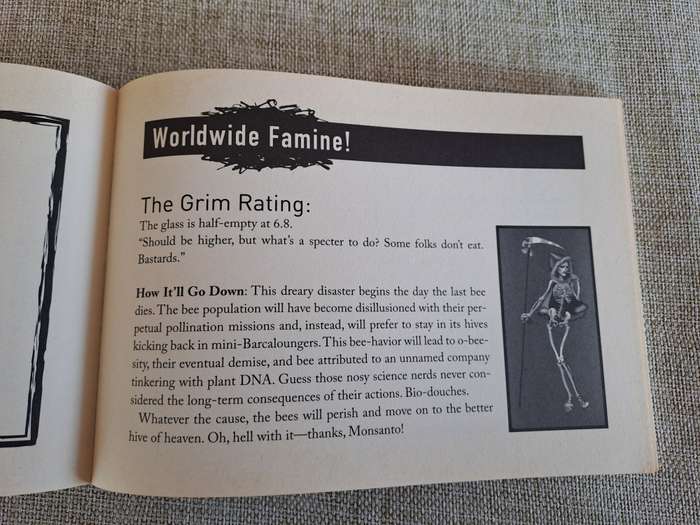 Worldwide Famine!
The Grim Rating:
The glass is half-empty at 6.8.
"Should be higher, but what's a specter to do? Some folks don't eat.
Bastards."
How It'll Go Down: This dreary disaster begins the day the last bee
dies. The bee population will have become disillusioned with their per-
petual pollination missions and, instead, will prefer to stay in its hives
kicking back in mini-Barcaloungers. This bee-havior will lead to o-bee-
sity, their eventual demise, and bee attributed to an unnamed company
tinkering with plant DNA. Guess those nosy science nerds never con-
sidered the long-term consequences of their actions. Bio-douches.
Whatever the cause, the bees will perish and move on to the better
hive of heaven. Oh, hell with it—thanks, Monsanto!